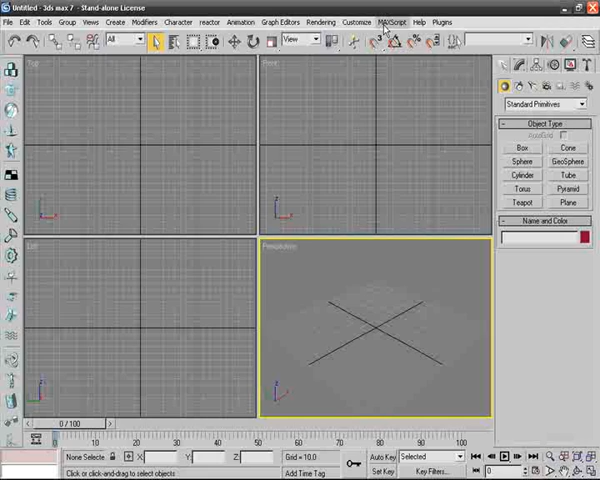 Untitled - 3ds max 7 - Stand-alone License
File Edit Tools Group Views Create Modifiers Character reactor Animation Graph Editors Rendering Customize MAXScript Help Plugins
All View
Top Front
Standard Primitives
Object Type
AutoGrid
Box Cone
Sphere GeoSphere
Cylinder Tube
Torus Pyramid
Teapot Plane
Name and Color
Left Perspective
0 / 100
0 10 20 30 40 50 60 70 80 90 100
None Selecte X: Y: Z: Grid = 10.0 Auto Key Selected
Click or click-and-drag to select objects Add Time Tag Set Key Key Filters... 0